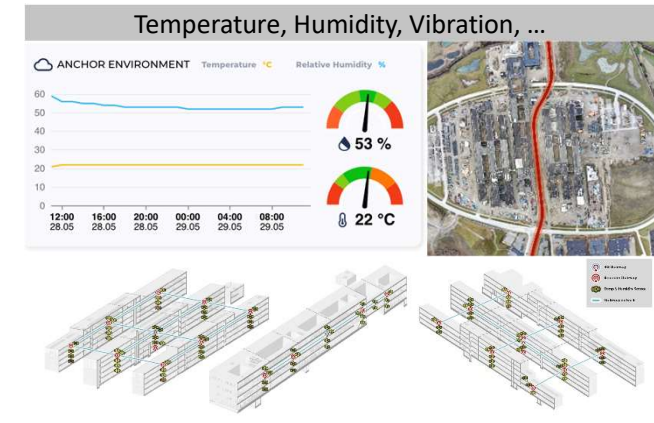 Temperature, Humidity, Vibration, ...
ANCHOR ENVIRONMENT Temperature °C Relative Humidity %
60
50
40
30
20
10
0
12:00 16:00 20:00 00:00 04:00 08:00
28.05 28.05 28.05 29.05 29.05 29.05
53 %
22 °C